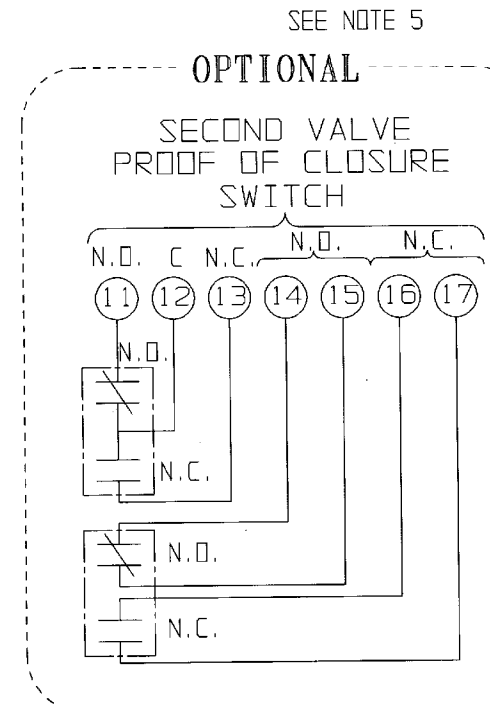 SEE NOTE 5
OPTIONAL
SECOND VALVE
PROOF OF CLOSURE
SWITCH
N.O. C N.C. N.O. N.C.
11 12 13 14 15 16 17
N.O.
N.C.
N.O.
N.C.